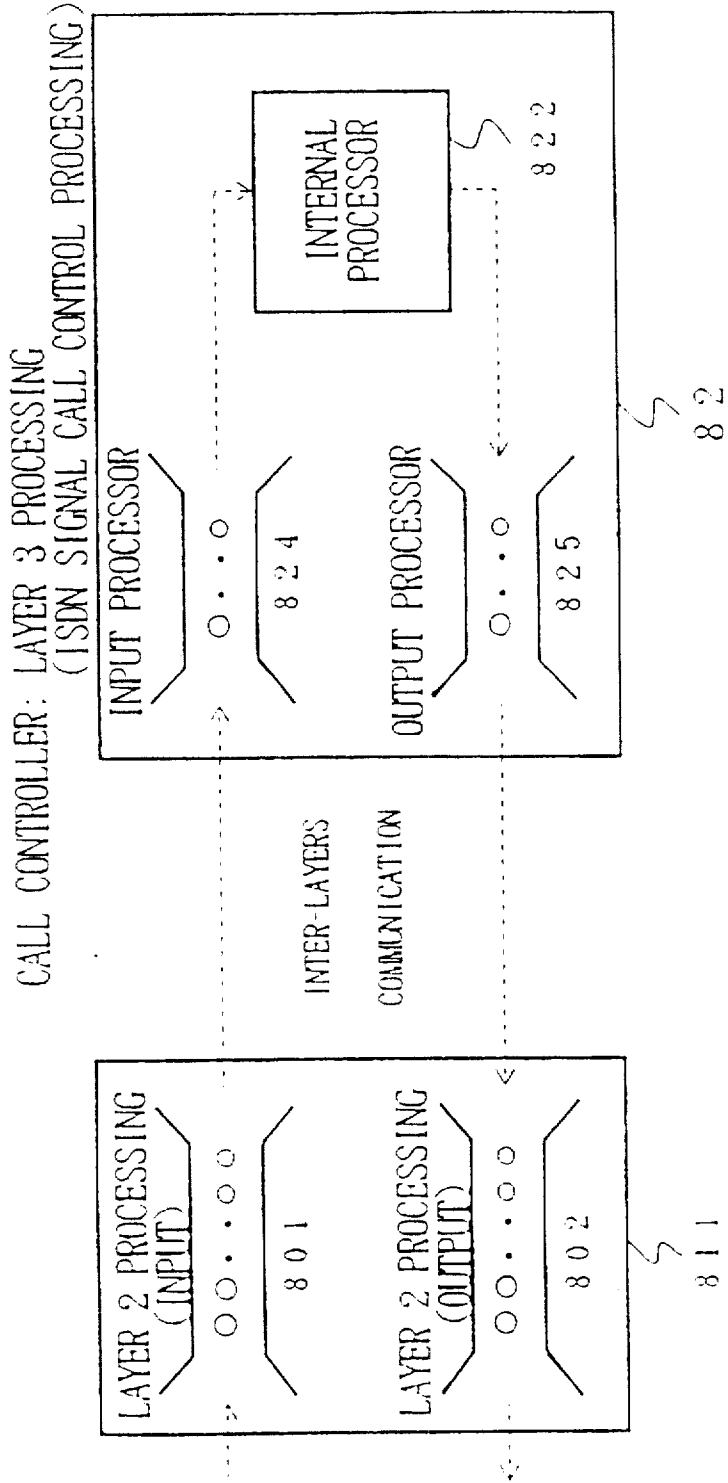 CALL CONTROLLER: LAYER 3 PROCESSING
(ISDN SIGNAL CALL CONTROL PROCESSING)
LAYER 2 PROCESSING
(INPUT)
801
LAYER 2 PROCESSING
(OUTPUT)
802
811
INTER-LAYERS
COMMUNICATION
INPUT PROCESSOR
824
OUTPUT PROCESSOR
825
INTERNAL
PROCESSOR
822
82